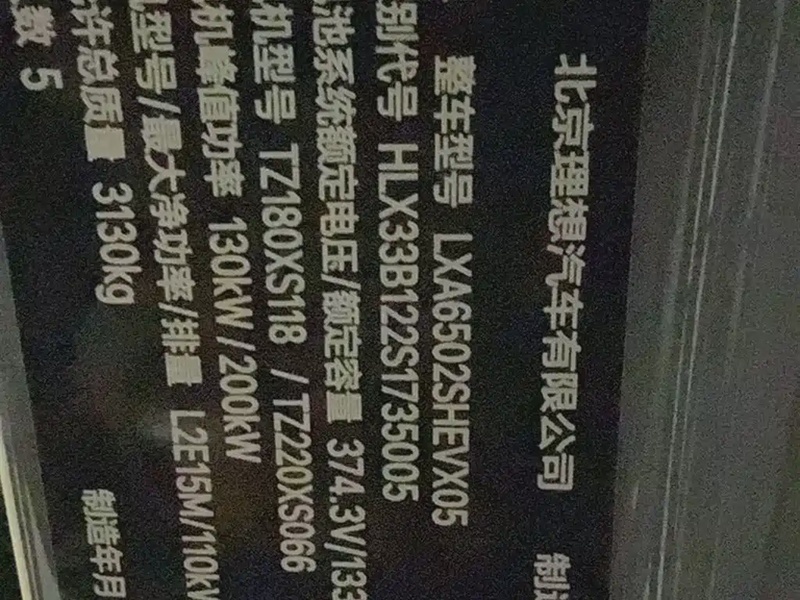 北京理想汽车有限公司 制造
整车型号 LXA6502SHEVX05
别代号 HLX33B122S1735005
池系统额定电压/额定容量 374.3V/133
机型号 TZ180XS118 / TZ220XS066
机峰值功率 130kW / 200kW
型号/最大净功率/排量 L2E15M/110kW
许总质量 3130kg 制造年月
数 5